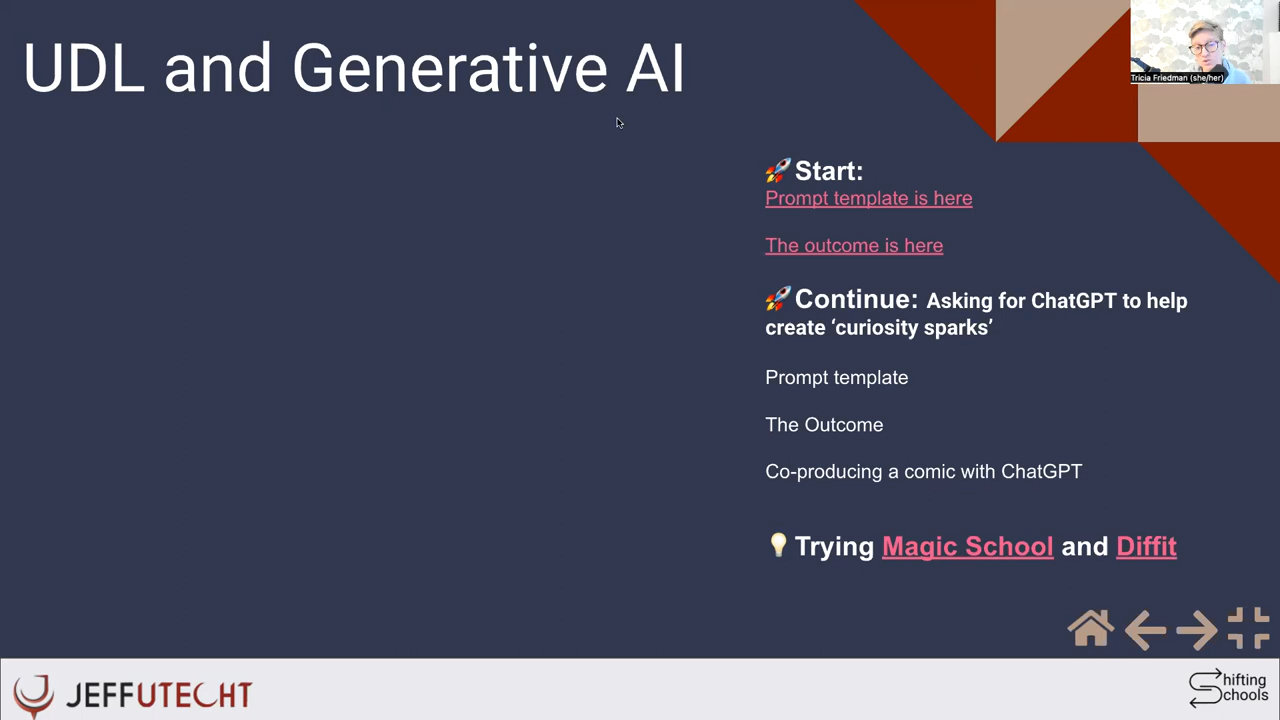 UDL and Generative AI
Tricia Friedman (she/her)
🚀Start:
Prompt template is here
The outcome is here
🚀Continue: Asking for ChatGPT to help
create ‘curiosity sparks’
Prompt template
The Outcome
Co-producing a comic with ChatGPT
💡Trying Magic School and Diffit
JEFFUTECHT
Shifting
Schools